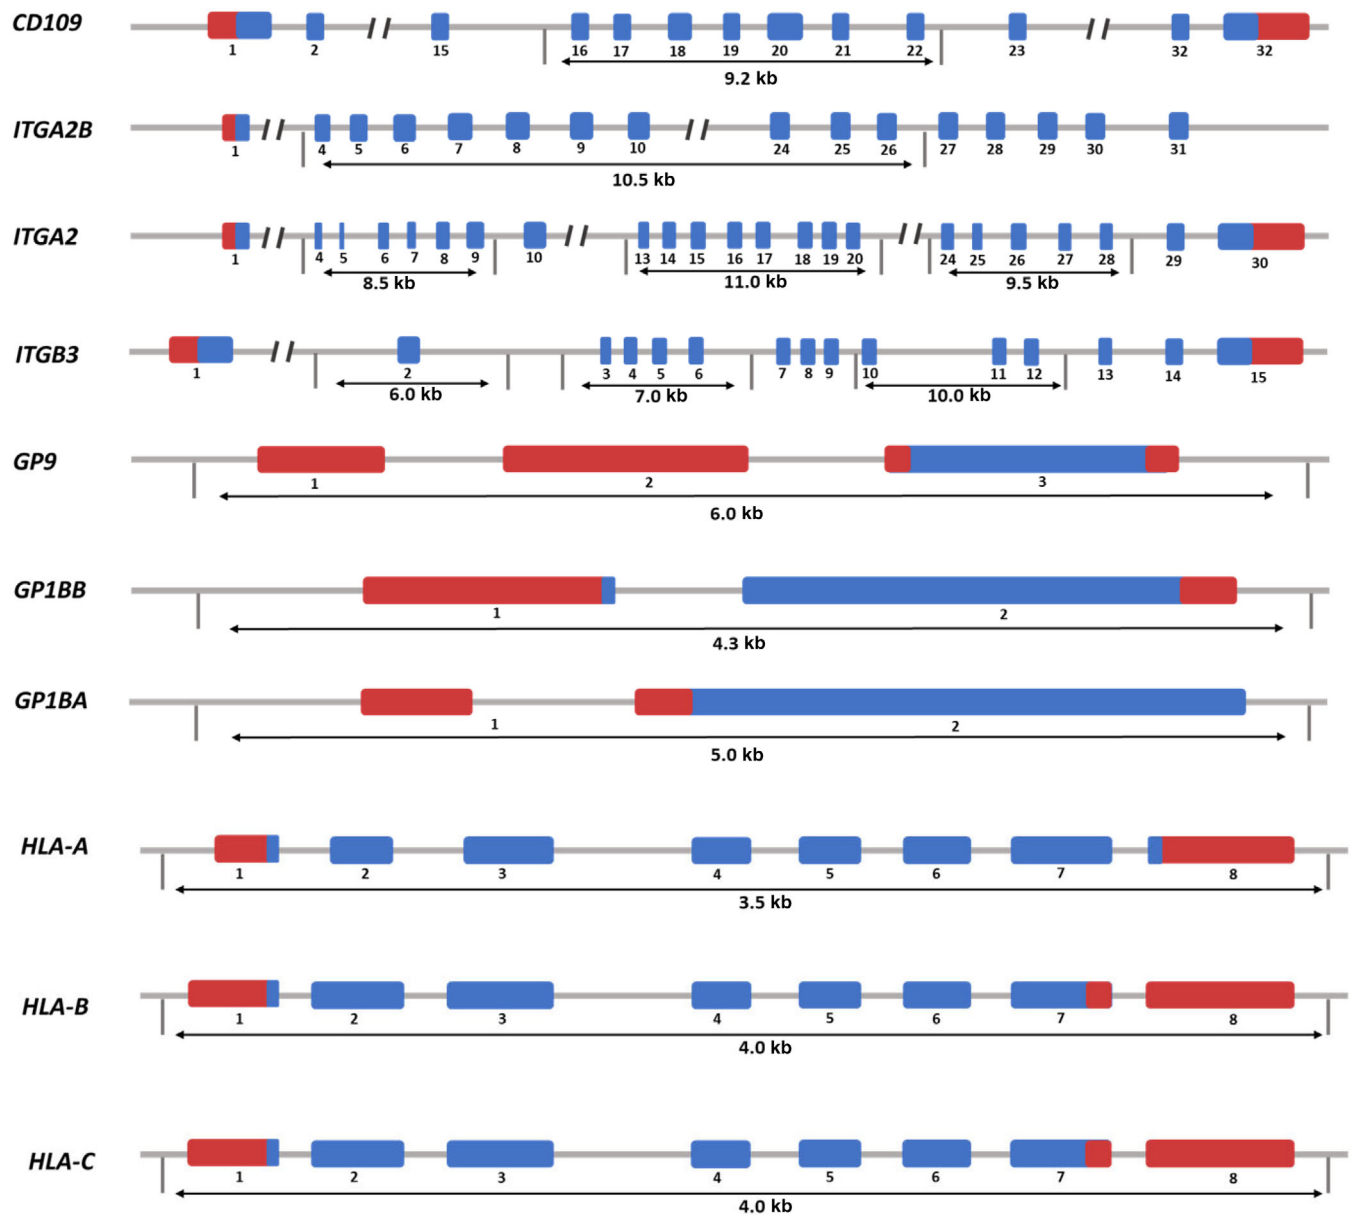 CD109
1 2 15 16 17 18 19 20 21 22 23 32 32
9.2 kb
ITGA2B
1 4 5 6 7 8 9 10 24 25 26 27 28 29 30 31
10.5 kb
ITGA2
1 4 5 6 7 8 9 10 13 14 15 16 17 18 19 20 24 25 26 27 28 29 30
8.5 kb 11.0 kb 9.5 kb
ITGB3
1 2 3 4 5 6 7 8 9 10 11 12 13 14 15
6.0 kb 7.0 kb 10.0 kb
GP9
1 2 3
6.0 kb
GP1BB
1 2
4.3 kb
GP1BA
1 2
5.0 kb
HLA-A
1 2 3 4 5 6 7 8
3.5 kb
HLA-B
1 2 3 4 5 6 7 8
4.0 kb
HLA-C
1 2 3 4 5 6 7 8
4.0 kb